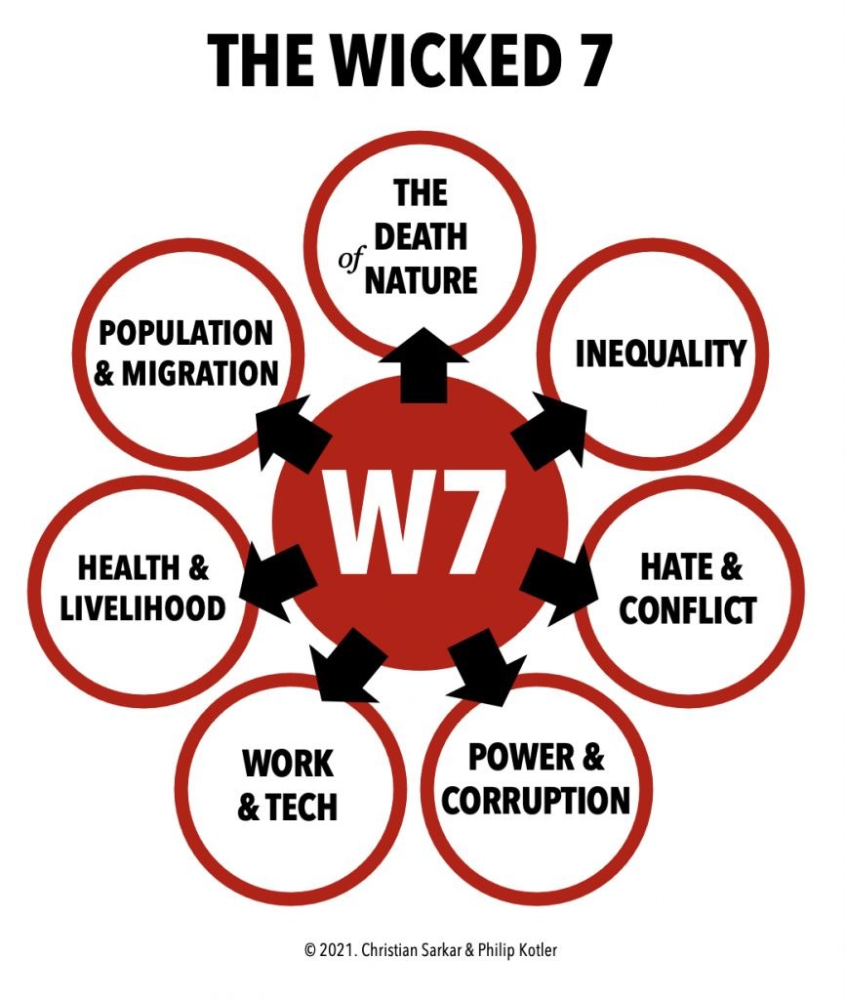 THE WICKED 7
THE
DEATH
of NATURE
INEQUALITY
HATE &
CONFLICT
POWER &
CORRUPTION
WORK
& TECH
HEALTH &
LIVELIHOOD
POPULATION
& MIGRATION
W7
© 2021. Christian Sarkar & Philip Kotler